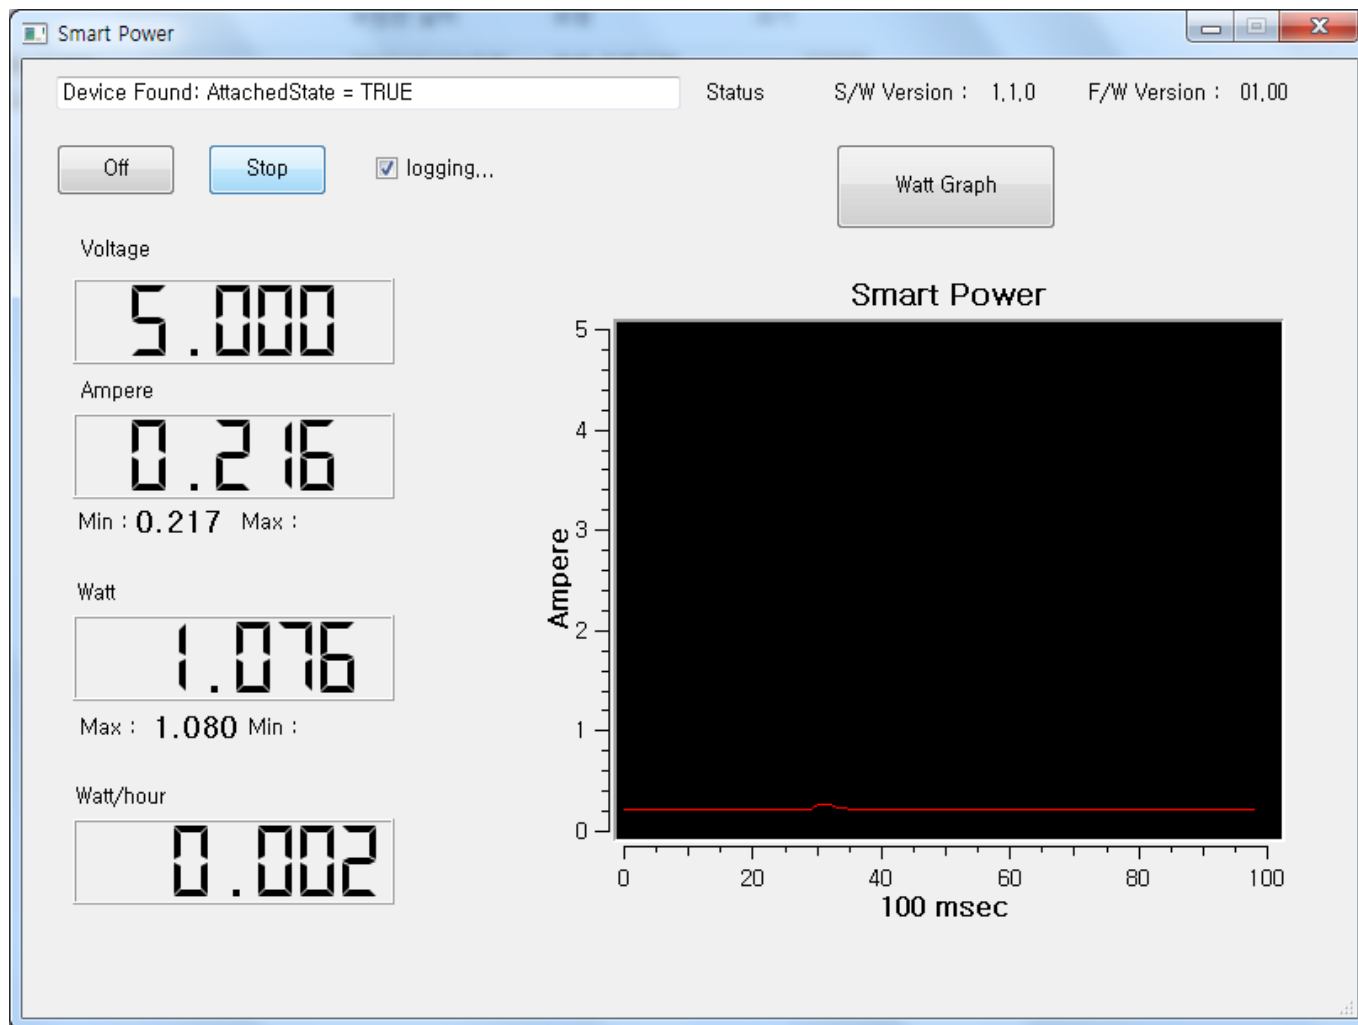 Smart Power
Device Found: AttachedState = TRUE
Status
S/W Version : 1,1,0
F/W Version : 01,00
Off
Stop
logging...
Watt Graph
Voltage
5.000
Ampere
0.216
Min : 0.217 Max :
Watt
1.076
Max : 1.080 Min :
Watt/hour
0.002
Smart Power
5
4
3
2
1
0
Ampere
0 20 40 60 80 100
100 msec